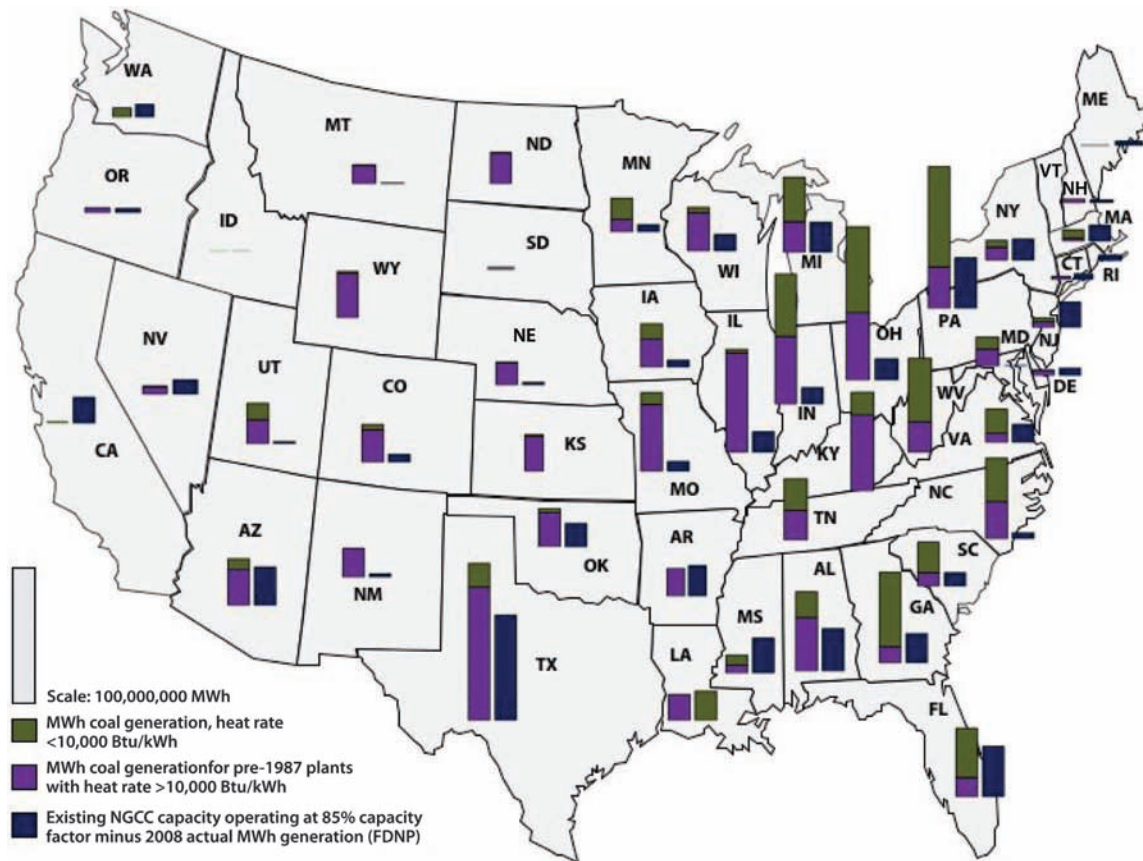 WA
ME
MT
ND
MN
VT
OR
NH
ID
SD
WI
MI
NY
MA
WY
CT
RI
IA
IL
OH
PA
NE
NV
MD
NJ
UT
CO
IN
WV
DE
CA
KS
MO
KY
VA
NC
AZ
NM
OK
AR
TN
SC
AL
MS
GA
TX
LA
FL
Scale: 100,000,000 MWh
MWh coal generation, heat rate
<10,000 Btu/kWh
MWh coal generationfor pre-1987 plants
with heat rate >10,000 Btu/kWh
Existing NGCC capacity operating at 85% capacity
factor minus 2008 actual MWh generation (FDNP)